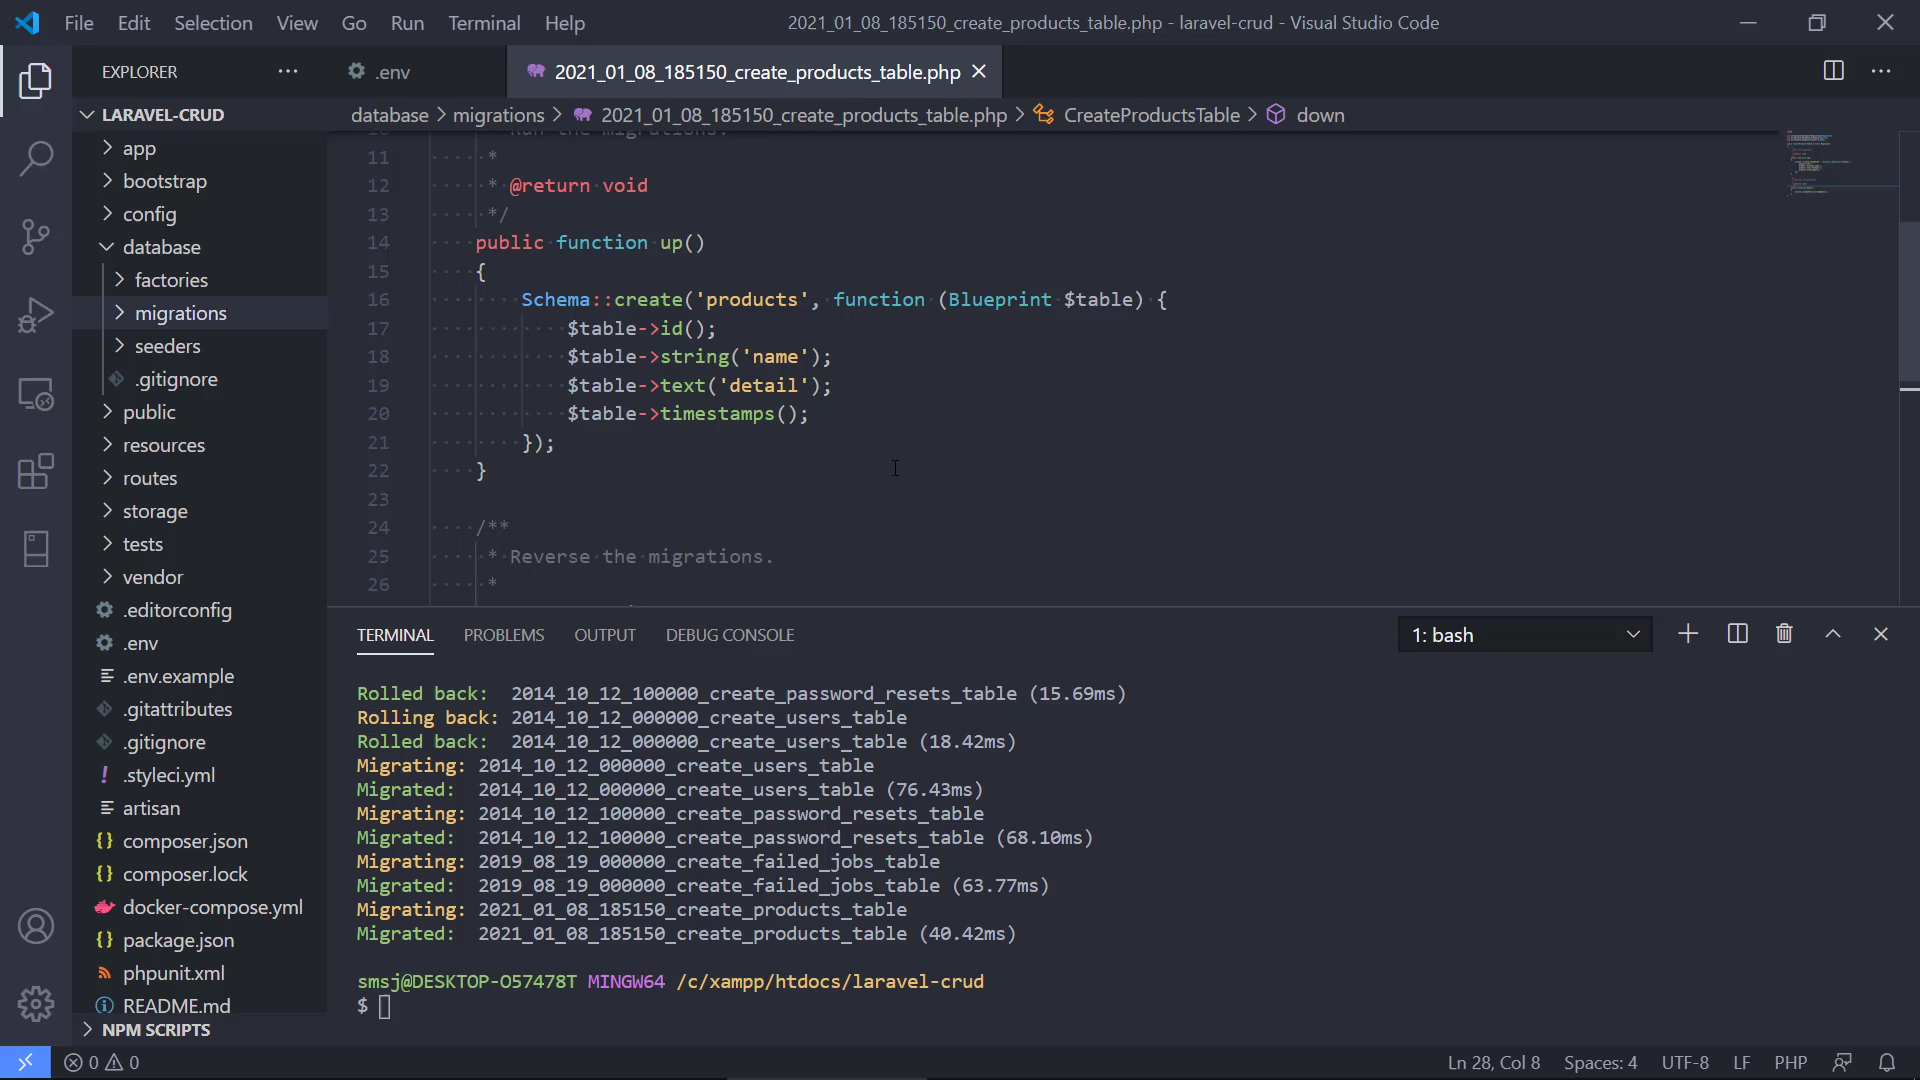 File Edit Selection View Go Run Terminal Help
2021_01_08_185150_create_products_table.php - laravel-crud - Visual Studio Code
EXPLORER
.env
2021_01_08_185150_create_products_table.php
LARAVEL-CRUD
database > migrations > 2021_01_08_185150_create_products_table.php > CreateProductsTable > down
app
bootstrap
config
database
factories
migrations
seeders
.gitignore
public
resources
routes
storage
tests
vendor
.editorconfig
.env
.env.example
.gitattributes
.gitignore
.styleci.yml
artisan
composer.json
composer.lock
docker-compose.yml
package.json
phpunit.xml
README.md
NPM SCRIPTS
10 Run the migrations.
11 *
12 * @return void
13 */
14 public function up()
15 {
16 Schema::create('products', function (Blueprint $table) {
17 $table->id();
18 $table->string('name');
19 $table->text('detail');
20 $table->timestamps();
21 });
22 }
23
24 /**
25 * Reverse the migrations.
26 *
TERMINAL PROBLEMS OUTPUT DEBUG CONSOLE
1: bash
Rolled back: 2014_10_12_100000_create_password_resets_table (15.69ms)
Rolling back: 2014_10_12_000000_create_users_table
Rolled back: 2014_10_12_000000_create_users_table (18.42ms)
Migrating: 2014_10_12_000000_create_users_table
Migrated: 2014_10_12_000000_create_users_table (76.43ms)
Migrating: 2014_10_12_100000_create_password_resets_table
Migrated: 2014_10_12_100000_create_password_resets_table (68.10ms)
Migrating: 2019_08_19_000000_create_failed_jobs_table
Migrated: 2019_08_19_000000_create_failed_jobs_table (63.77ms)
Migrating: 2021_01_08_185150_create_products_table
Migrated: 2021_01_08_185150_create_products_table (40.42ms)
smsj@DESKTOP-O57478T MINGW64 /c/xampp/htdocs/laravel-crud
$
0 0
Ln 28, Col 8 Spaces: 4 UTF-8 LF PHP